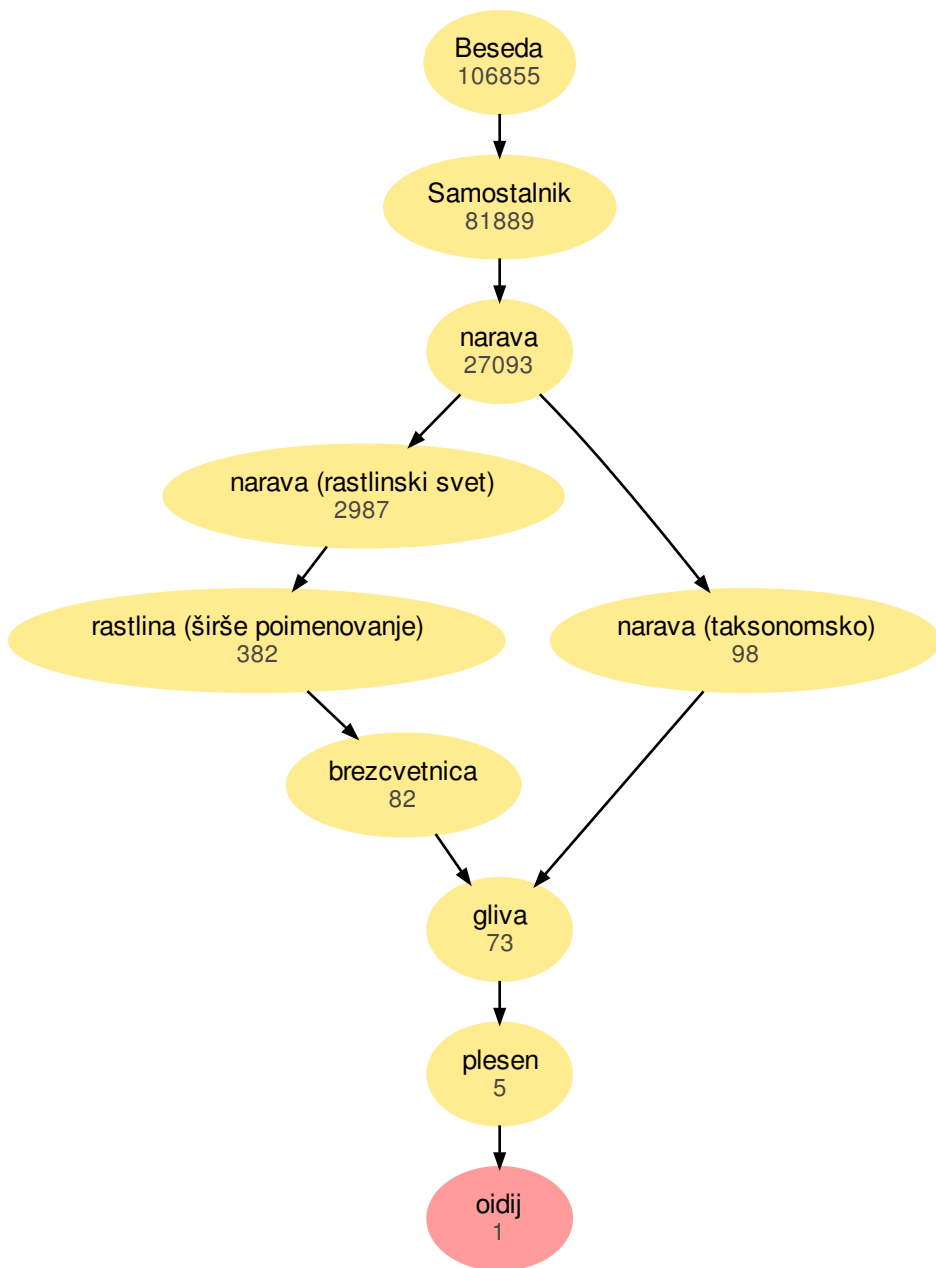 Beseda
106855
Samostalnik
81889
narava
27093
narava (rastlinski svet)
2987
rastlina (širše poimenovanje)
382
narava (taksonomsko)
98
brezcvetnica
82
gliva
73
plesen
5
oidij
1